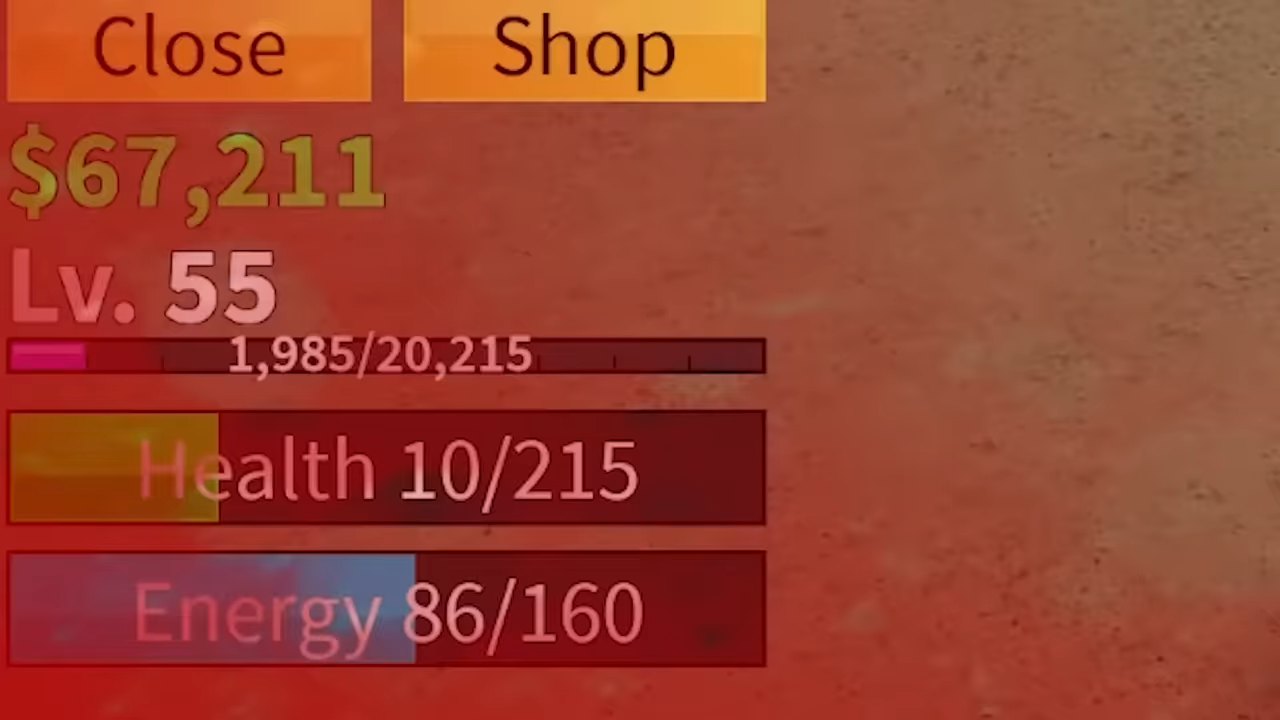 Close Shop
$67,211
Lv. 55
1,985/20,215
Health 10/215
Energy 86/160